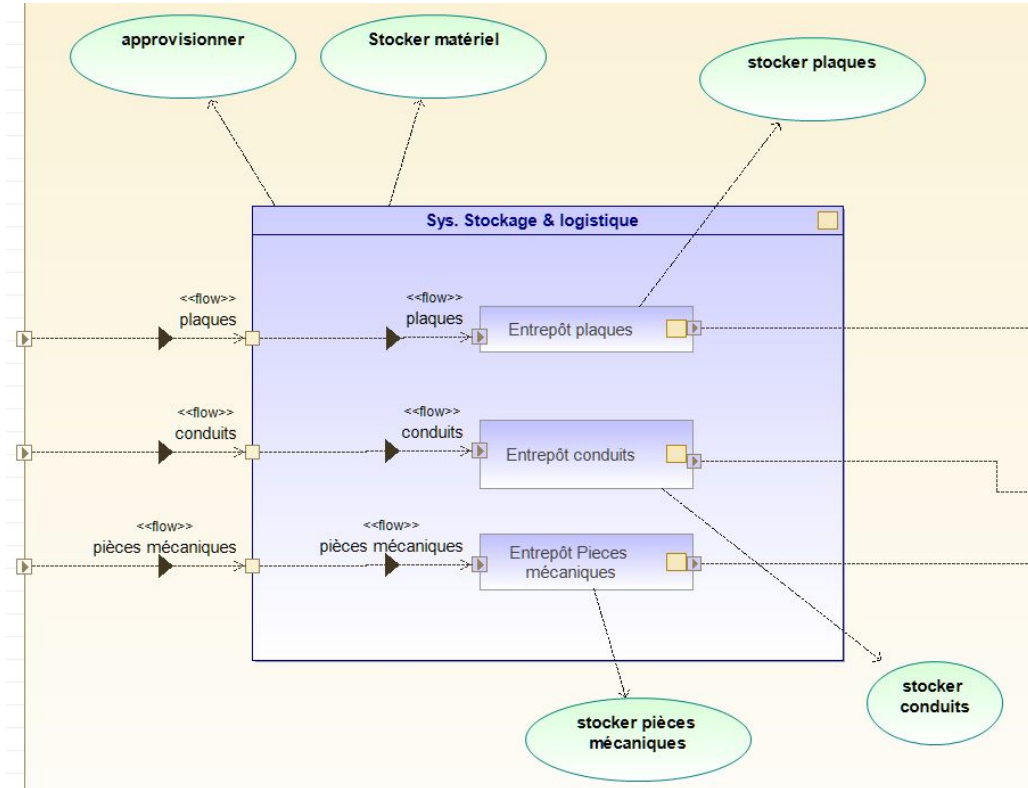 approvisionner
Stocker matériel
stocker plaques
Sys. Stockage & logistique
<<flow>>
plaques
<<flow>>
plaques
Entrepôt plaques
<<flow>>
conduits
<<flow>>
conduits
Entrepôt conduits
<<flow>>
pièces mécaniques
<<flow>>
pièces mécaniques
Entrepôt Pieces
mécaniques
stocker
conduits
stocker pièces
mécaniques